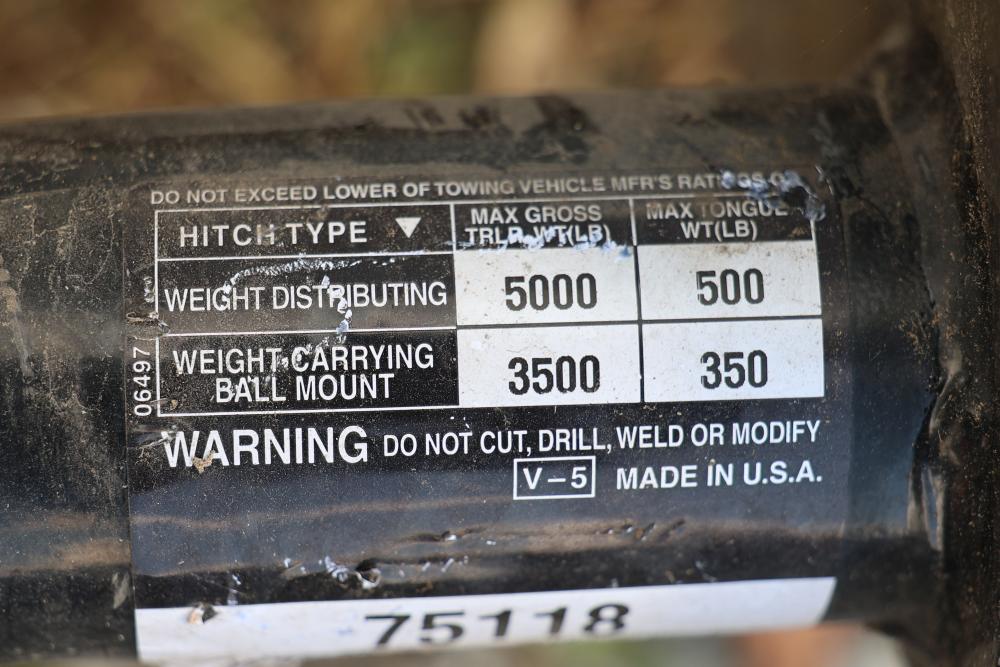 DO NOT EXCEED LOWER OF TOWING VEHICLE MFR'S RATINGS OR
HITCH TYPE ▼
MAX GROSS
TRLR WT(LB)
MAX TONGUE
WT(LB)
WEIGHT DISTRIBUTING
5000
500
WEIGHT CARRYING
BALL MOUNT
3500
350
06497
WARNING DO NOT CUT, DRILL, WELD OR MODIFY
V-5 MADE IN U.S.A.
75118